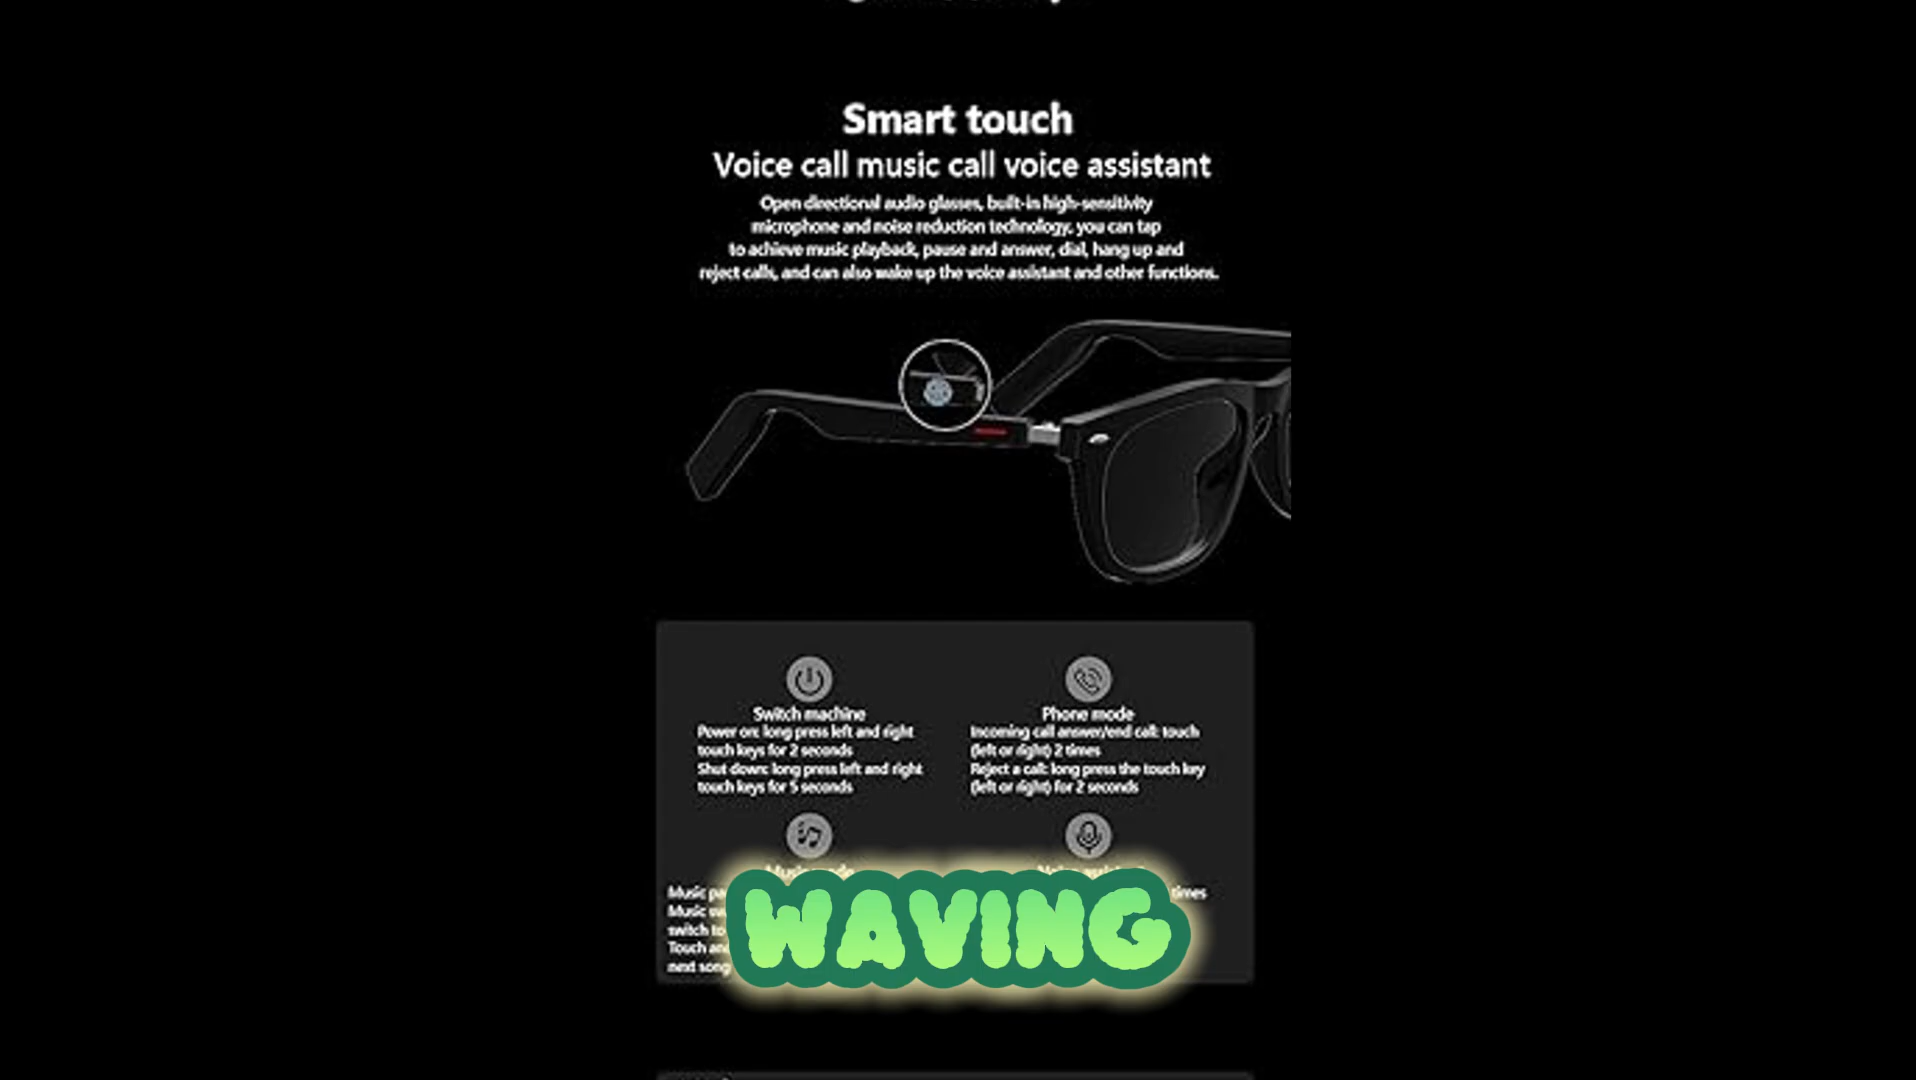 Smart touch
Voice call music call voice assistant
Open directional audio glasses, built-in high-sensitivity
microphone and noise reduction technology, you can tap
to achieve music playback, pause and answer, dial, hang up and
reject calls, and can also wake up the voice assistant and other functions.
Switch machine
Power on: long press left and right
touch keys for 2 seconds
Shut down: long press left and right
touch keys for 5 seconds
Phone mode
Incoming call answer/end call: touch
(left or right) 2 times
Reject a call: long press the touch key
(left or right) for 2 seconds
Music
Music
switch to
Touch
next song
times
WAVING